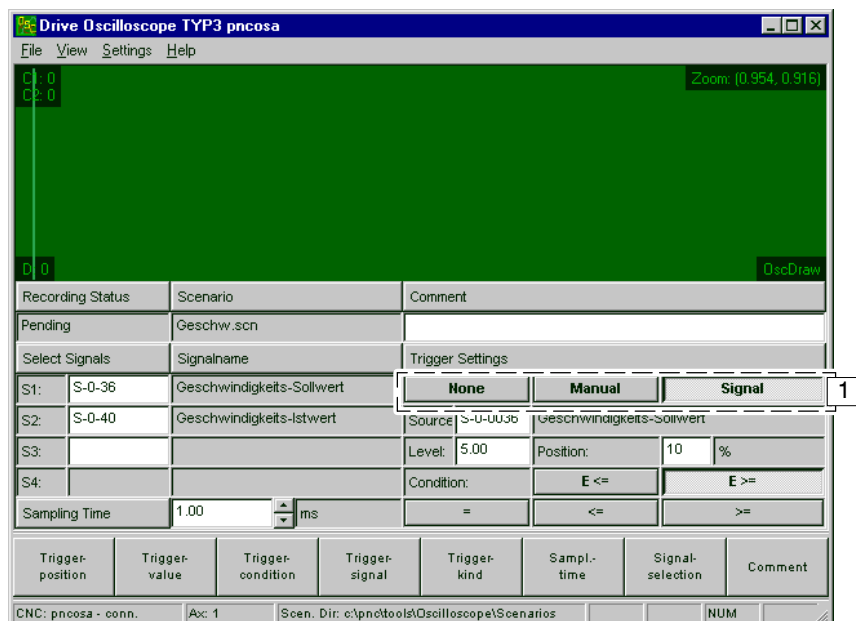 Drive Oscilloscope TYP3 pncosa
File View Settings Help
C1: 0
C2: 0
Zoom: (0.954, 0.916)
D: 0
OscDraw
Recording Status Scenario Comment
Pending Geschw.scn
Select Signals Signalname Trigger Settings
S1: S-0-36 Geschwindigkeits-Sollwert None Manual Signal 1
S2: S-0-40 Geschwindigkeits-Istwert Source S-0-0036 Geschwindigkeits-Sollwert
S3: Level: 5.00 Position: 10 %
S4: Condition: E <= E >=
Sampling Time 1.00 ms = <= >=
Trigger-position Trigger-value Trigger-condition Trigger-signal Trigger-kind Sampl.-time Signal-selection Comment
CNC: pncosa - conn. Ax: 1 Scen. Dir: c:\pnc\tools\Oscilloscope\Scenarios NUM